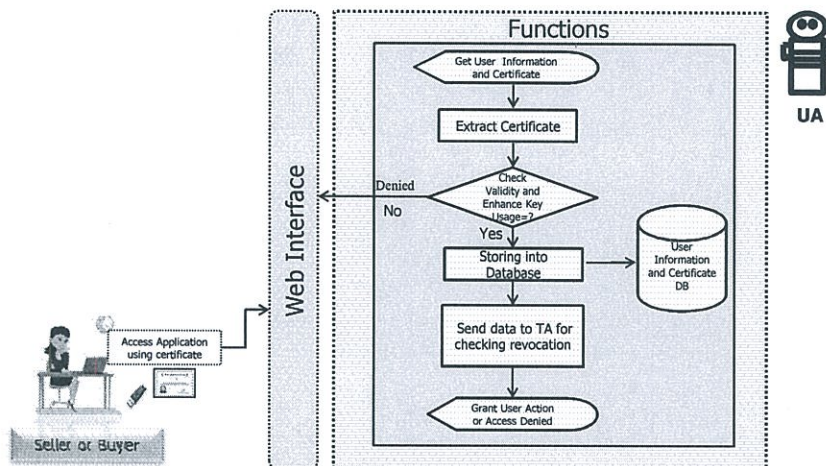 Functions
UA
Get User Information
and Certificate
Extract Certificate
Check
Validity and
Enhance Key
Usage=?
Denied
No
Yes
Storing into
Database
User
Information
and Certificate
DB
Send data to TA for
checking revocation
Grant User Action
or Access Denied
Web Interface
Access Application
using certificate
Seller or Buyer